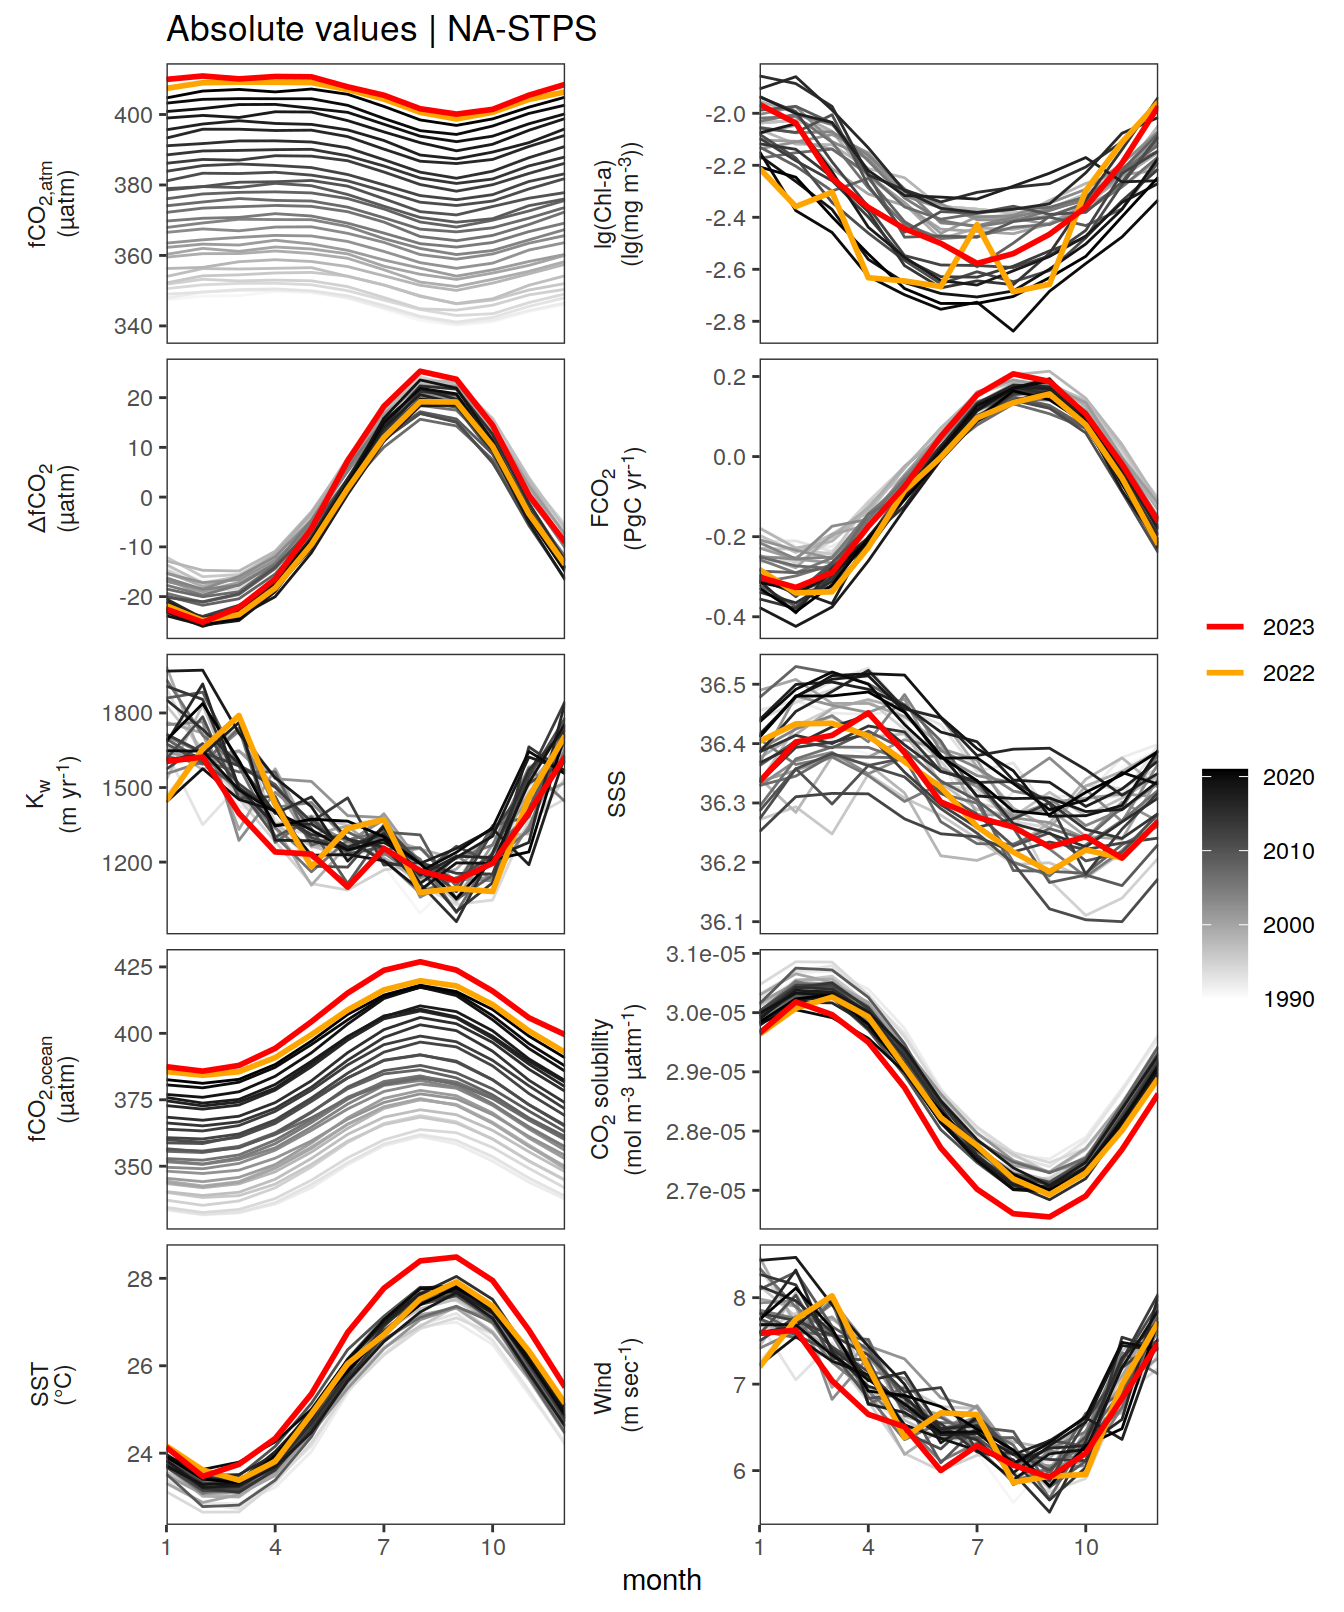 Absolute values | NA-STPS
fCO2,atm
(µatm)
400
380
360
340
lg(Chl-a)
(lg(mg m-3))
-2.0
-2.2
-2.4
-2.6
-2.8
ΔfCO2
(µatm)
20
10
0
-10
-20
FCO2
(PgC yr-1)
0.2
0.0
-0.2
-0.4
Kw
(m yr-1)
1800
1500
1200
SSS
36.5
36.4
36.3
36.2
36.1
fCO2,ocean
(µatm)
425
400
375
350
CO2 solubility
(mol m-3 µatm-1)
3.1e-05
3.0e-05
2.9e-05
2.8e-05
2.7e-05
SST
(°C)
28
26
24
1 4 7 10
Wind
(m sec-1)
8
7
6
1 4 7 10
month
2023
2022
2020
2010
2000
1990